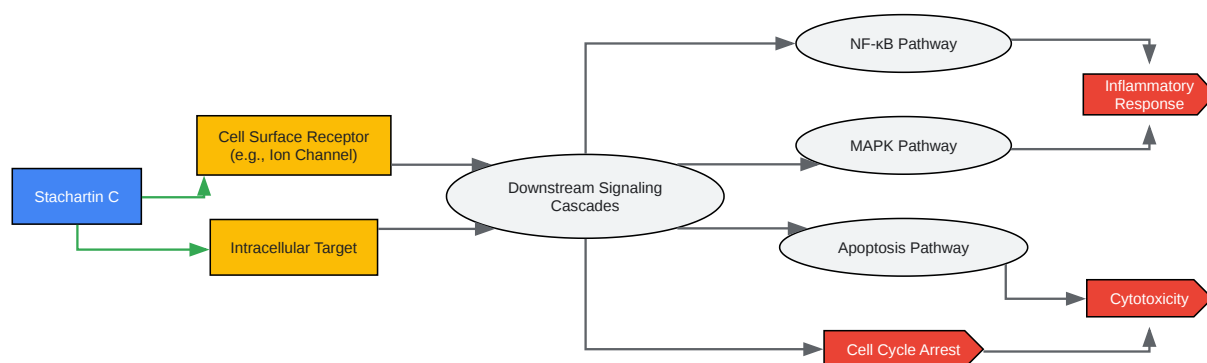 Stachartin C
Cell Surface Receptor
(e.g., Ion Channel)
Intracellular Target
Downstream Signaling
Cascades
NF-κB Pathway
MAPK Pathway
Apoptosis Pathway
Cell Cycle Arrest
Inflammatory
Response
Cytotoxicity